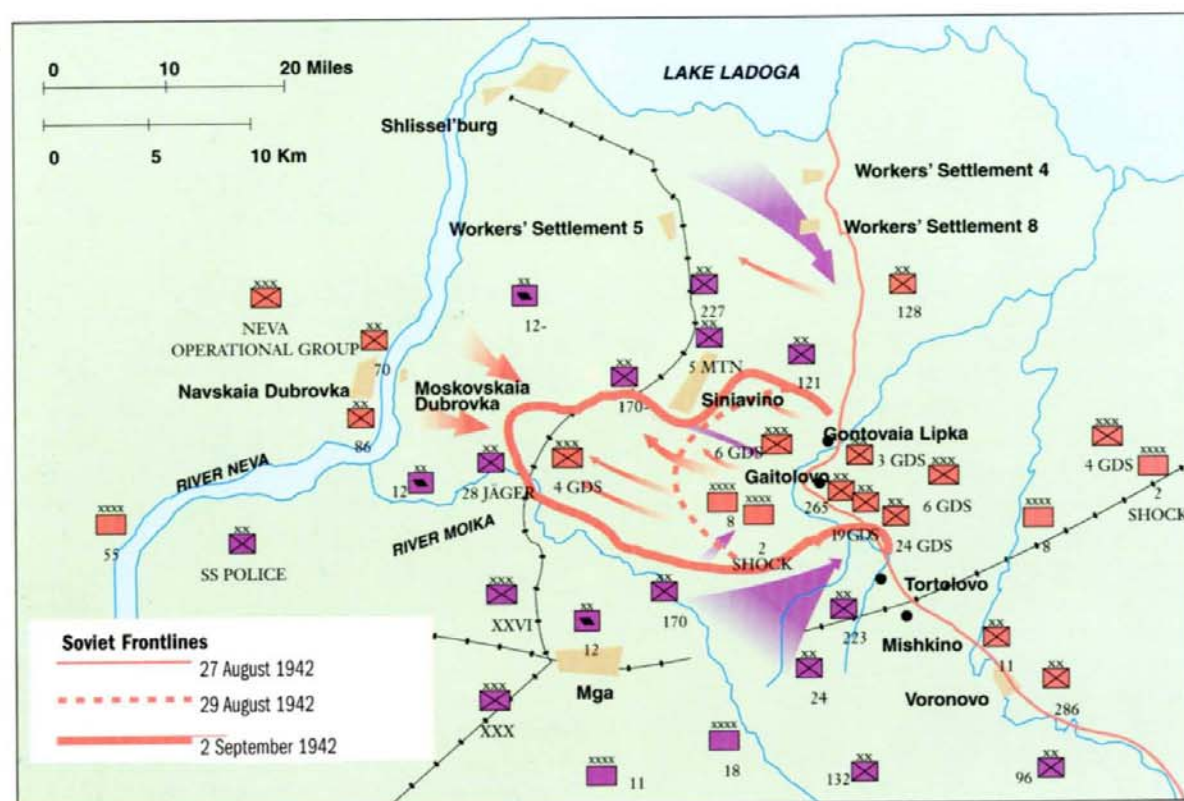 0 10 20 Miles
0 5 10 Km
LAKE LADOGA
Shlissel'burg
Workers' Settlement 4
Workers' Settlement 5
Workers' Settlement 8
XXX
NEVA
OPERATIONAL GROUP
XX
70
XX
12-
XX
227
XX
5 MTN
XX
121
XX
128
Navskaia Dubrovka
XX
86
Moskovskaia
Dubrovka
XX
170-
Siniavino
RIVER NEVA
XXXX
55
XX
SS POLICE
XX
12
XX
28 JÄGER
XXX
4 GDS
XXX
6 GDS
Gontovaia Lipka
3 GDS
Gaitolovo
XX
265
XX
19 GDS
XX
24 GDS
XXX
6 GDS
XXX
4 GDS
XXXX
2
SHOCK
XXXX
8
XXXX
8
XXXX
2
SHOCK
RIVER MOIKA
Tortolovo
Mishkino
Voronovo
XXX
XXVI
XX
12
XX
170
XX
223
XX
24
XX
11
XX
286
Mga
XXX
XXX
XXXX
11
XXXX
18
XX
132
XX
96
Soviet Frontlines
27 August 1942
29 August 1942
2 September 1942